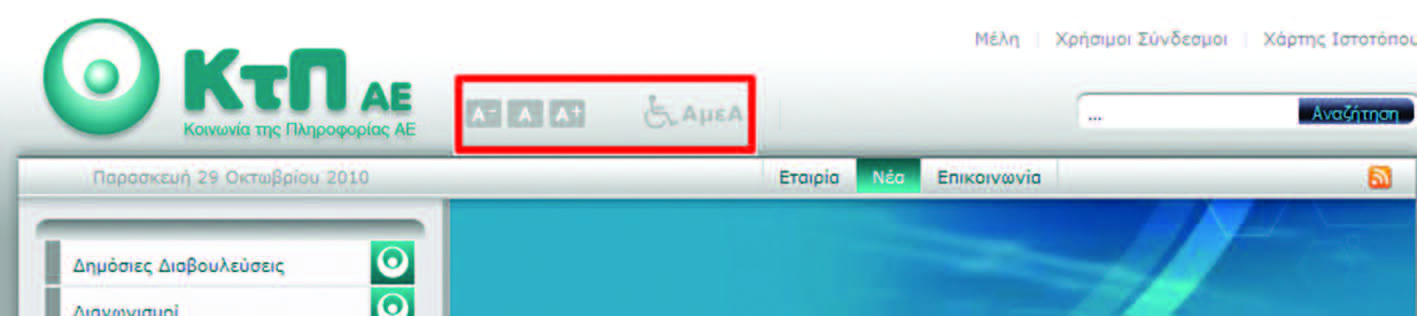 Μέλη Χρήσιμοι Σύνδεσμοι Χάρτης Ιστοτόπου
ΚτΠ ΑΕ
Κοινωνία της Πληροφορίας ΑΕ
A- A A+ ΑμεΑ
... Αναζήτηση
Παρασκευή 29 Οκτωβρίου 2010
Εταιρία Νέα Επικοινωνία
Δημόσιες Διαβουλεύσεις
Διαγωνισμοί